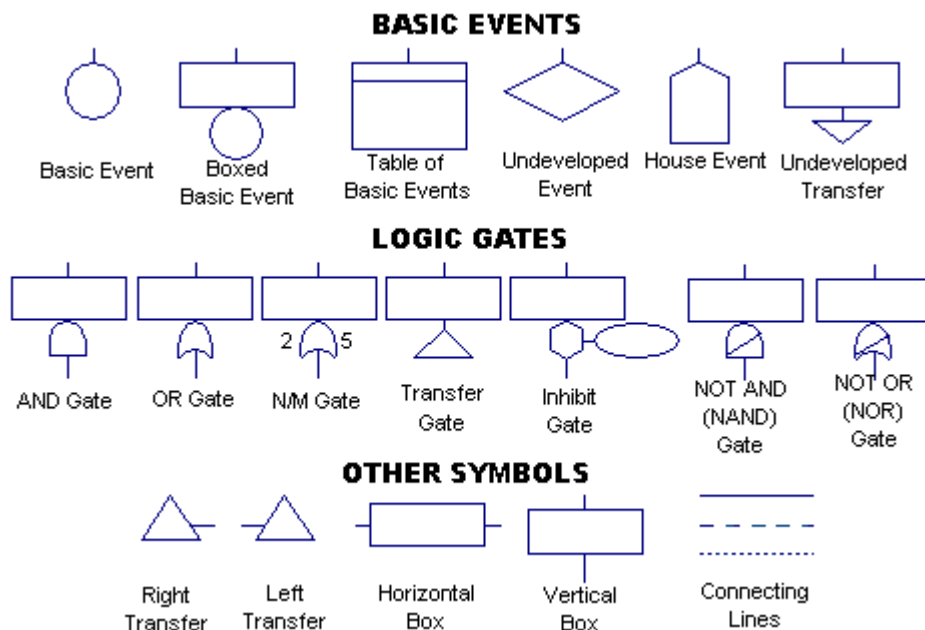 BASIC EVENTS
Basic Event
Boxed
Basic Event
Table of
Basic Events
Undeveloped
Event
House Event
Undeveloped
Transfer
LOGIC GATES
2 5
AND Gate
OR Gate
N/M Gate
Transfer
Gate
Inhibit
Gate
NOT AND
(NAND)
Gate
NOT OR
(NOR)
Gate
OTHER SYMBOLS
Right
Transfer
Left
Transfer
Horizontal
Box
Vertical
Box
Connecting
Lines